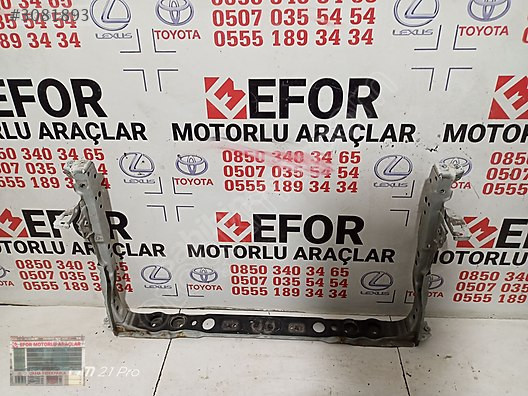 #3081893
TOYOTA
0850 340 34 65
0507 035 54 54
0555 189 34 34
LEXUS
TOYOTA
0507 035 54 54
0555 189 34 34
EFOR
MOTORLU ARAÇLAR
EFOR
MOTORLU ARAÇLAR
EFOR
MOTORLU
0850 340 34 65
0507 035 54 54
0555 189 34 34
LEXUS
TOYOTA
0850 340 34 65
0507 035 54 54
0555 189 34 34
LEXUS
TOYOTA
EFOR
MOTORLU ARAÇLAR
EFOR
MOTORLU ARAÇLAR
EFOR
MOTORLU
0850 340 34 65
0507 035 54 54
0555 189 34 34
LEXUS
TOYOTA
0850 340 34 65
0507 035 54 54
0555 189 34 34
LEXUS
TOYOTA
EFOR MOTORLU ARAÇLAR
21 Pro